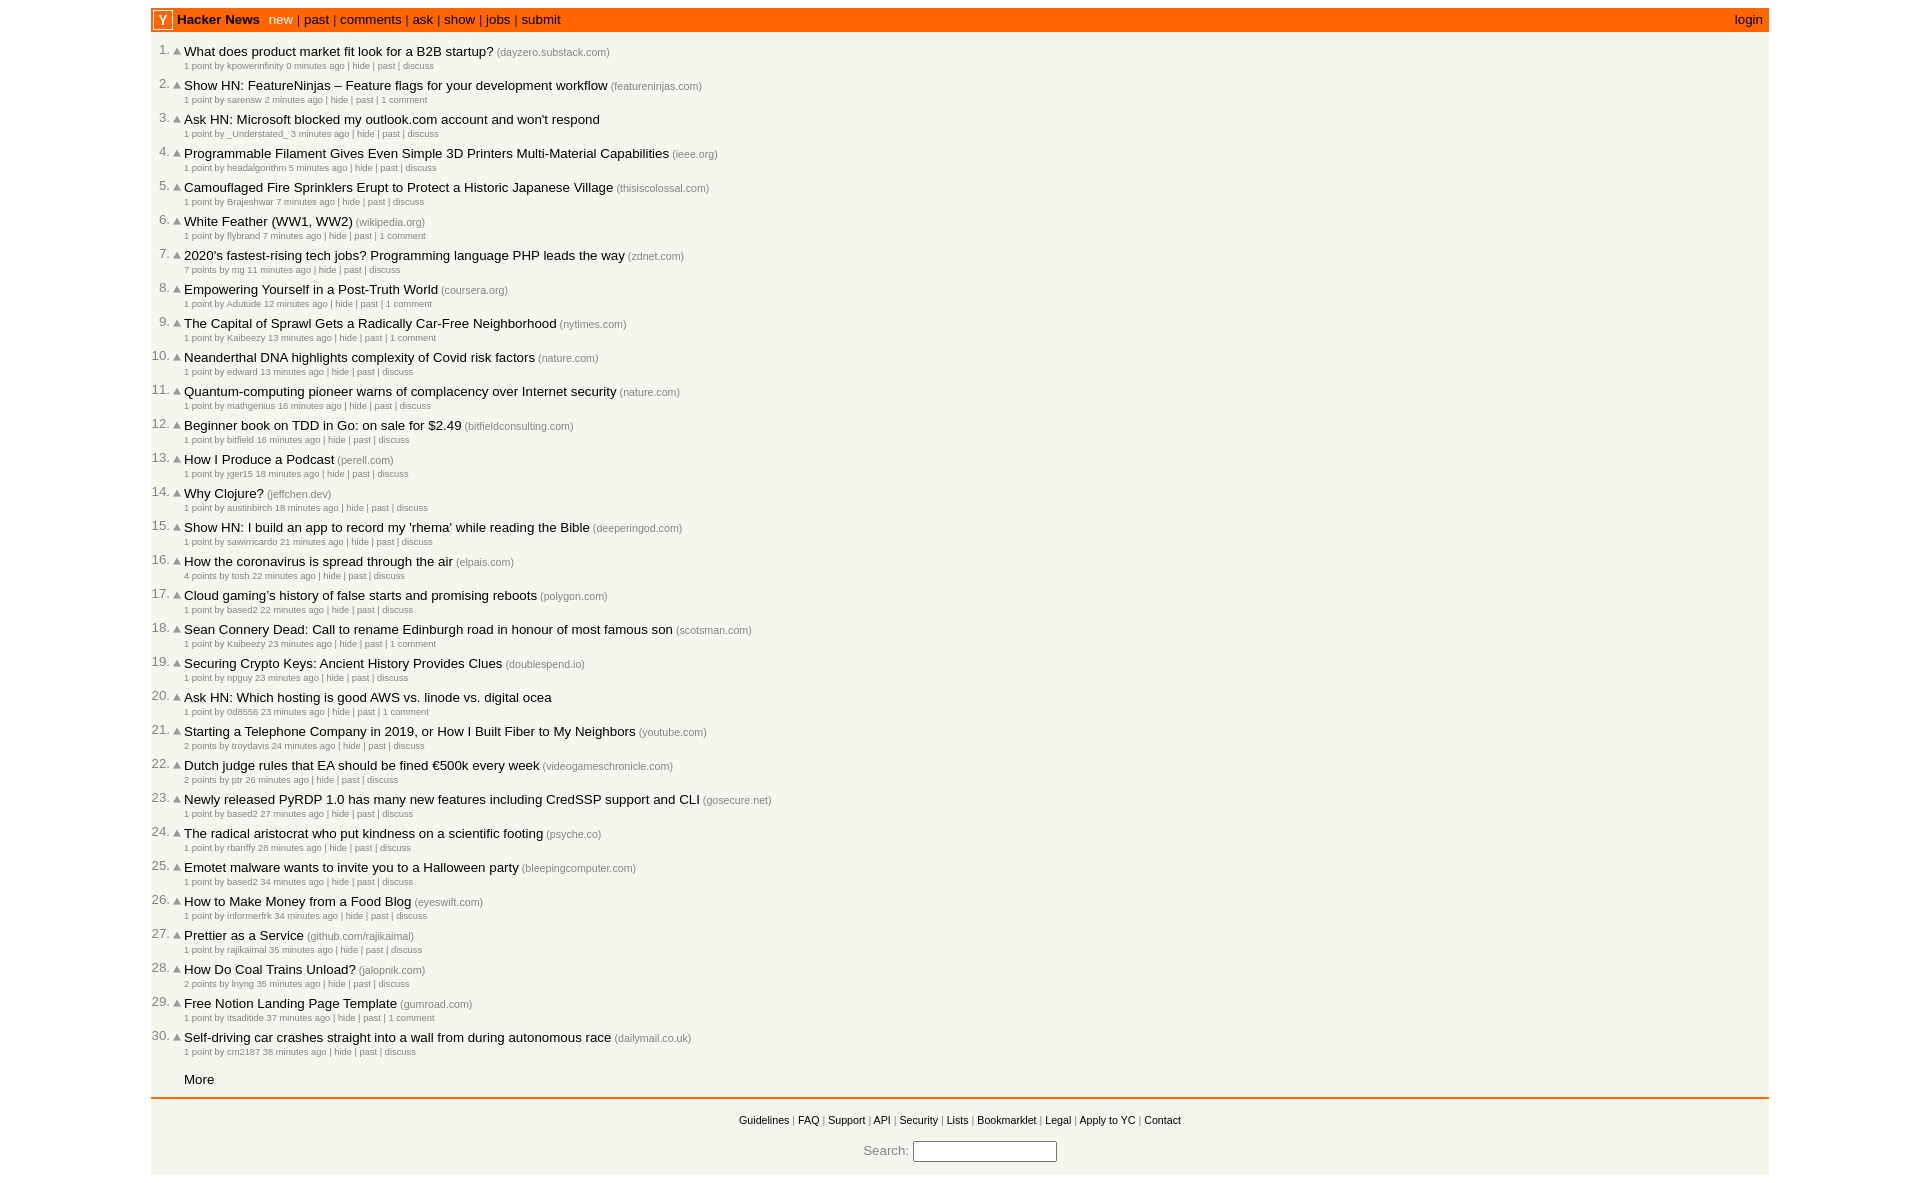 Y Hacker News new | past | comments | ask | show | jobs | submit login
1. What does product market fit look for a B2B startup? (dayzero.substack.com)
1 point by kpowerinfinity 0 minutes ago | hide | past | discuss
2. Show HN: FeatureNinjas – Feature flags for your development workflow (featureninjas.com)
1 point by sarensw 2 minutes ago | hide | past | 1 comment
3. Ask HN: Microsoft blocked my outlook.com account and won't respond
1 point by _Understated_ 3 minutes ago | hide | past | discuss
4. Programmable Filament Gives Even Simple 3D Printers Multi-Material Capabilities (ieee.org)
1 point by headalgorithm 5 minutes ago | hide | past | discuss
5. Camouflaged Fire Sprinklers Erupt to Protect a Historic Japanese Village (thisiscolossal.com)
1 point by Brajeshwar 7 minutes ago | hide | past | discuss
6. White Feather (WW1, WW2) (wikipedia.org)
1 point by flybrand 7 minutes ago | hide | past | 1 comment
7. 2020's fastest-rising tech jobs? Programming language PHP leads the way (zdnet.com)
7 points by mg 11 minutes ago | hide | past | discuss
8. Empowering Yourself in a Post-Truth World (coursera.org)
1 point by Adutude 12 minutes ago | hide | past | 1 comment
9. The Capital of Sprawl Gets a Radically Car-Free Neighborhood (nytimes.com)
1 point by Kaibeezy 13 minutes ago | hide | past | 1 comment
10. Neanderthal DNA highlights complexity of Covid risk factors (nature.com)
1 point by edward 13 minutes ago | hide | past | discuss
11. Quantum-computing pioneer warns of complacency over Internet security (nature.com)
1 point by mathgenius 16 minutes ago | hide | past | discuss
12. Beginner book on TDD in Go: on sale for $2.49 (bitfieldconsulting.com)
1 point by bitfield 16 minutes ago | hide | past | discuss
13. How I Produce a Podcast (perell.com)
1 point by jger15 18 minutes ago | hide | past | discuss
14. Why Clojure? (jeffchen.dev)
1 point by austinbirch 18 minutes ago | hide | past | discuss
15. Show HN: I build an app to record my 'rhema' while reading the Bible (deeperingod.com)
1 point by sawirricardo 21 minutes ago | hide | past | discuss
16. How the coronavirus is spread through the air (elpais.com)
4 points by tosh 22 minutes ago | hide | past | discuss
17. Cloud gaming’s history of false starts and promising reboots (polygon.com)
1 point by based2 22 minutes ago | hide | past | discuss
18. Sean Connery Dead: Call to rename Edinburgh road in honour of most famous son (scotsman.com)
1 point by Kaibeezy 23 minutes ago | hide | past | 1 comment
19. Securing Crypto Keys: Ancient History Provides Clues (doublespend.io)
1 point by npguy 23 minutes ago | hide | past | discuss
20. Ask HN: Which hosting is good AWS vs. linode vs. digital ocea
1 point by 0d8556 23 minutes ago | hide | past | 1 comment
21. Starting a Telephone Company in 2019, or How I Built Fiber to My Neighbors (youtube.com)
2 points by troydavis 24 minutes ago | hide | past | discuss
22. Dutch judge rules that EA should be fined €500k every week (videogameschronicle.com)
2 points by ptr 26 minutes ago | hide | past | discuss
23. Newly released PyRDP 1.0 has many new features including CredSSP support and CLI (gosecure.net)
1 point by based2 27 minutes ago | hide | past | discuss
24. The radical aristocrat who put kindness on a scientific footing (psyche.co)
1 point by rbanffy 28 minutes ago | hide | past | discuss
25. Emotet malware wants to invite you to a Halloween party (bleepingcomputer.com)
1 point by based2 34 minutes ago | hide | past | discuss
26. How to Make Money from a Food Blog (eyeswift.com)
1 point by informerfrk 34 minutes ago | hide | past | discuss
27. Prettier as a Service (github.com/rajikaimal)
1 point by rajikaimal 35 minutes ago | hide | past | discuss
28. How Do Coal Trains Unload? (jalopnik.com)
2 points by lnyng 35 minutes ago | hide | past | discuss
29. Free Notion Landing Page Template (gumroad.com)
1 point by itsaditide 37 minutes ago | hide | past | 1 comment
30. Self-driving car crashes straight into a wall from during autonomous race (dailymail.co.uk)
1 point by cm2187 38 minutes ago | hide | past | discuss
More
Guidelines | FAQ | Support | API | Security | Lists | Bookmarklet | Legal | Apply to YC | Contact
Search: